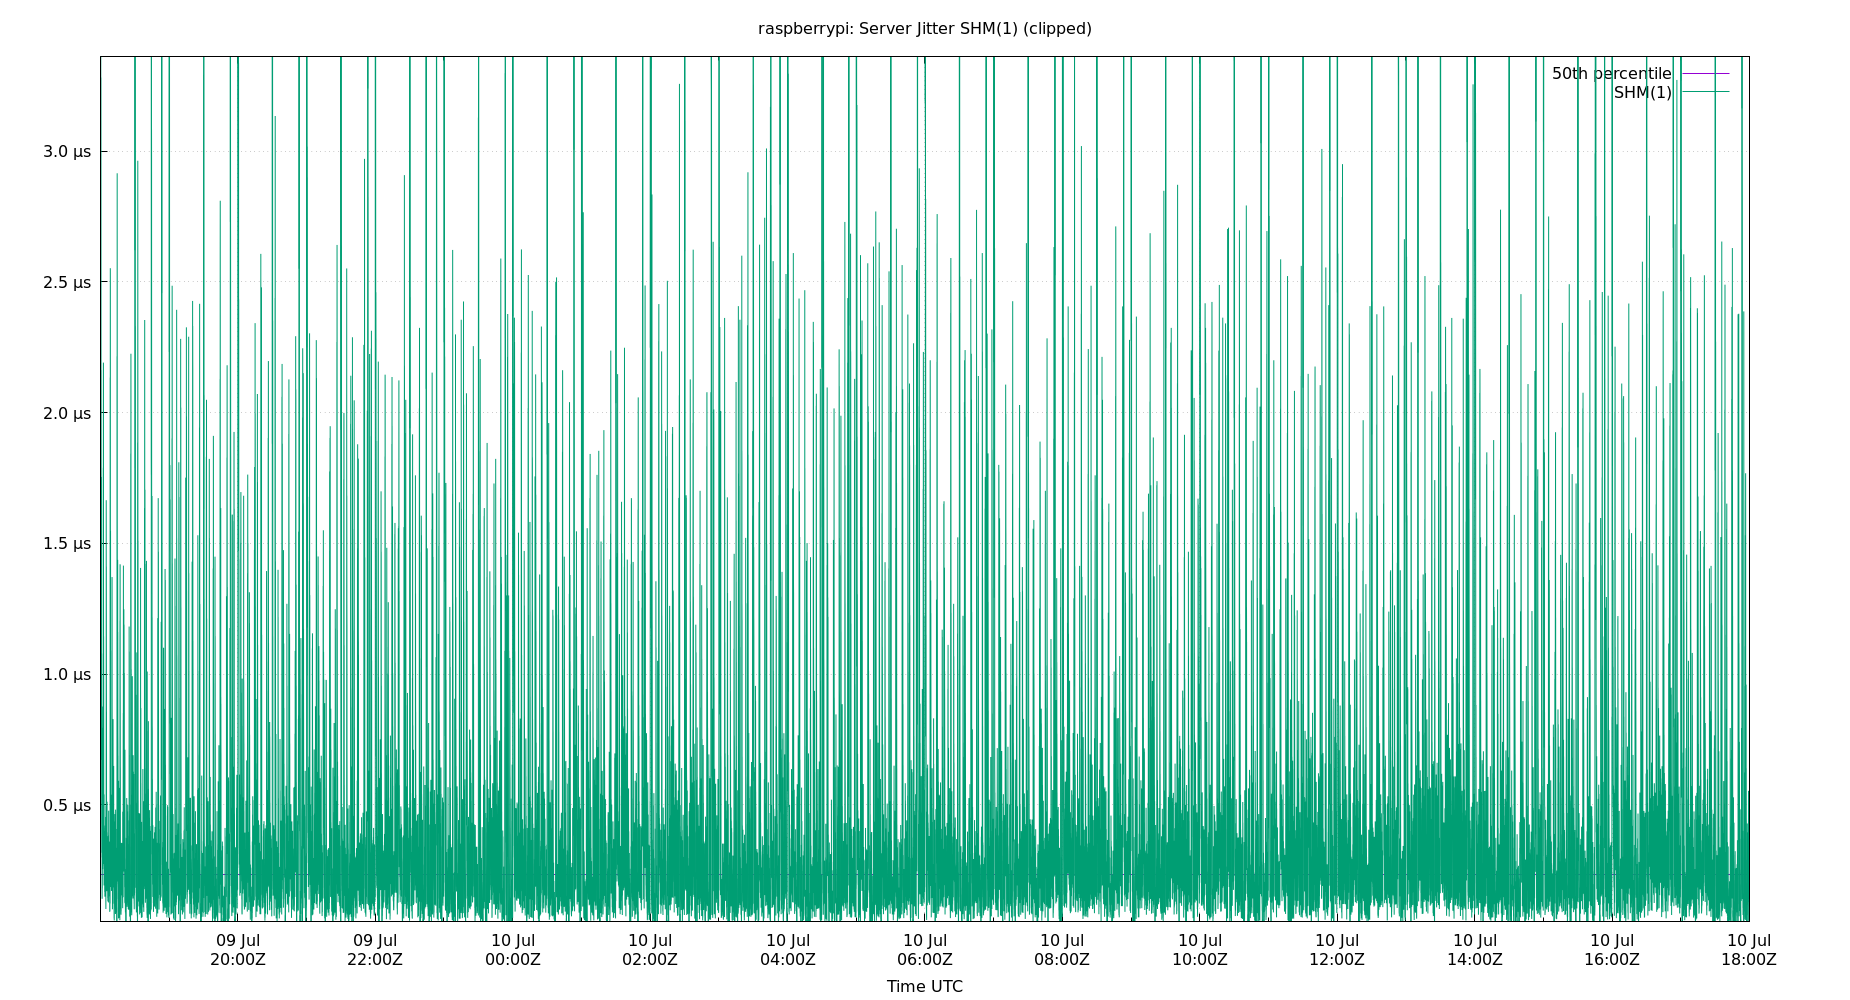 raspberrypi: Server Jitter SHM(1) (clipped)
50th percentile
SHM(1)
3.0 µs
2.5 µs
2.0 µs
1.5 µs
1.0 µs
0.5 µs
09 Jul 09 Jul 10 Jul 10 Jul 10 Jul 10 Jul 10 Jul 10 Jul 10 Jul 10 Jul 10 Jul 10 Jul
20:00Z 22:00Z 00:00Z 02:00Z 04:00Z 06:00Z 08:00Z 10:00Z 12:00Z 14:00Z 16:00Z 18:00Z
Time UTC